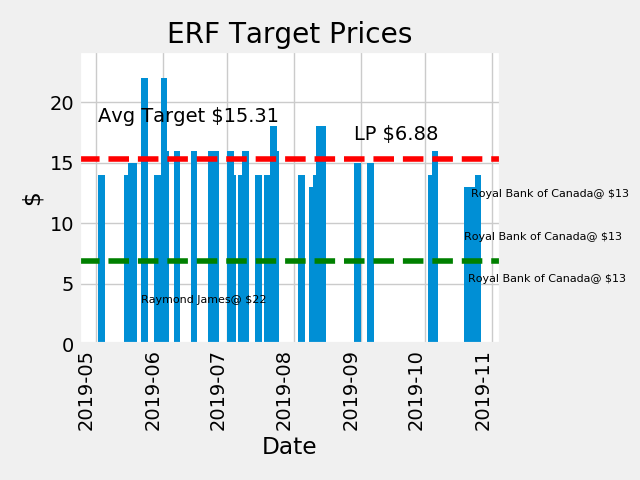 ERF Target Prices
20
Avg Target $15.31
LP $6.88
15
Royal Bank of Canada@ $13
$
10
Royal Bank of Canada@ $13
5
Royal Bank of Canada@ $13
Raymond James@ $22
0
2019-05
2019-06
2019-07
2019-08
2019-09
2019-10
2019-11
Date